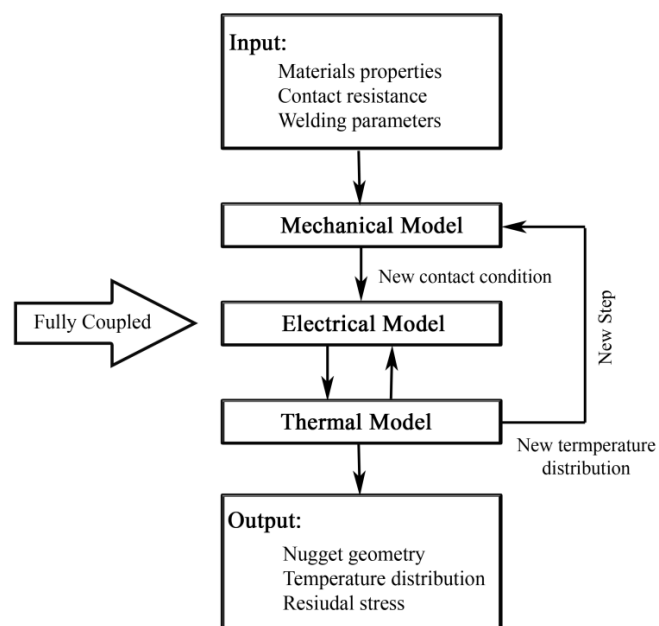 Input:
Materials properties
Contact resistance
Welding parameters
Mechanical Model
New contact condition
Fully Coupled
Electrical Model
New Step
Thermal Model
New termperature
distribution
Output:
Nugget geometry
Temperature distribution
Resiudal stress